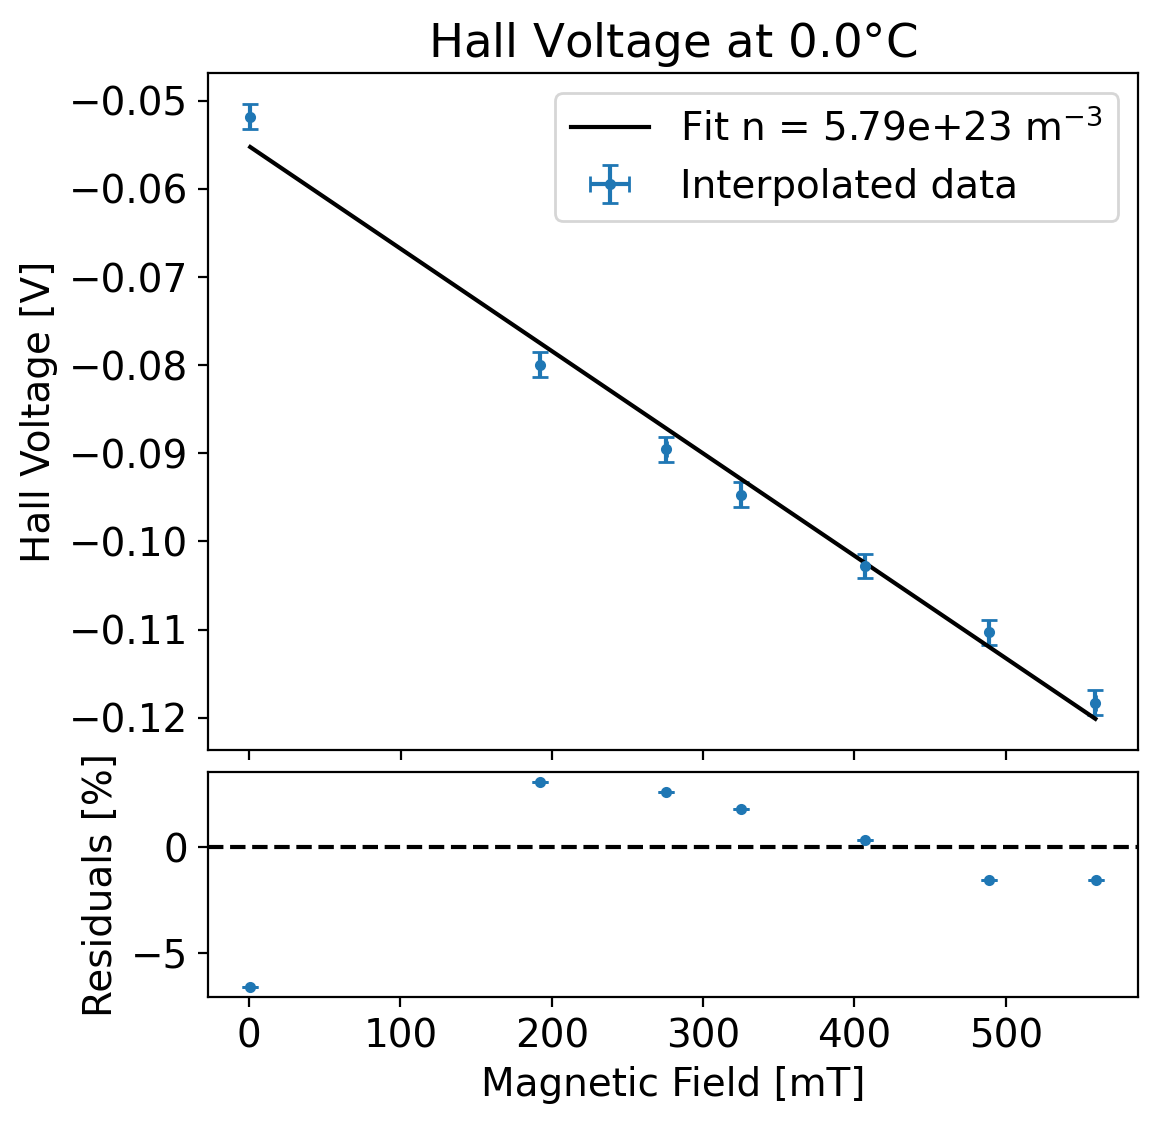 Hall Voltage at 0.0°C
Hall Voltage [V]
−0.05
−0.06
−0.07
−0.08
−0.09
−0.10
−0.11
−0.12
Fit n = 5.79e+23 m⁻³
Interpolated data
Residuals [%]
0
−5
0 100 200 300 400 500
Magnetic Field [mT]